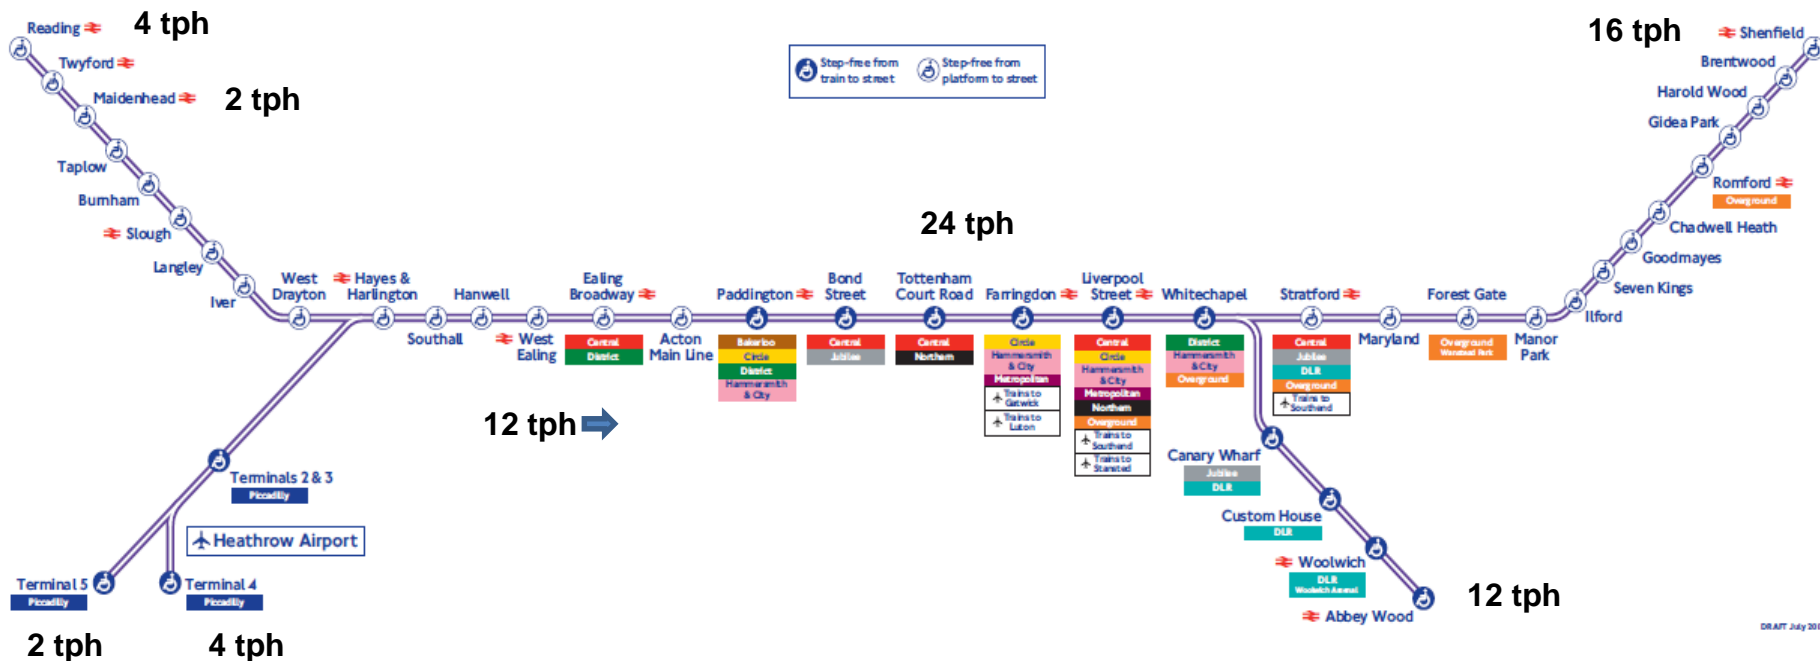 Reading
4 tph
Twyford
Maidenhead
2 tph
Taplow
Burnham
Slough
Langley
Iver
West
Drayton
Hayes &
Harlington
Southall
Hanwell
West
Ealing
Ealing
Broadway
Central
District
Acton
Main Line
12 tph
Step-free from
train to street
Step-free from
platform to street
24 tph
Paddington
Bakerloo
Circle
District
Hammersmith
& City
Bond
Street
Central
Jubilee
Tottenham
Court Road
Central
Northern
Farringdon
Circle
Hammersmith
& City
Metropolitan
Trains to
Gatwick
Trains to
Luton
Liverpool
Street
Central
Circle
Hammersmith
& City
Metropolitan
Northern
Overground
Trains to
Southend
Trains to
Stansted
Whitechapel
District
Hammersmith
& City
Overground
Stratford
Central
Jubilee
DLR
Overground
Trains to
Southend
Maryland
Forest Gate
Overground
Wanstead Park
Manor
Park
Ilford
Seven Kings
Goodmayes
Chadwell Heath
Romford
Overground
Gidea Park
Harold Wood
Brentwood
Shenfield
16 tph
Canary Wharf
Jubilee
DLR
Custom House
DLR
Woolwich
DLR
Woolwich Arsenal
Abbey Wood
12 tph
Terminals 2 & 3
Piccadilly
Heathrow Airport
Terminal 5
Piccadilly
2 tph
Terminal 4
Piccadilly
4 tph
DRAFT July